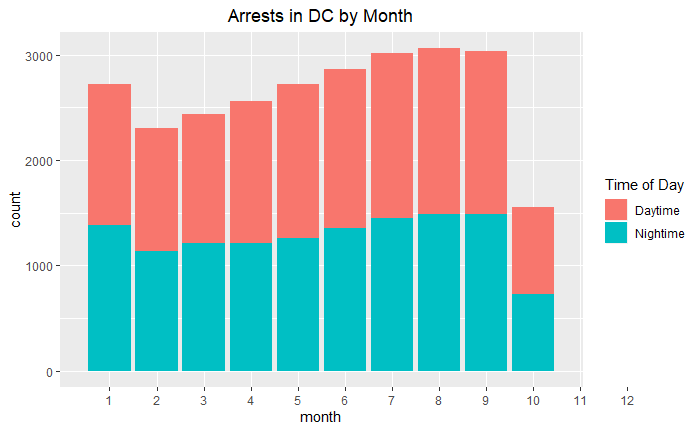 Arrests in DC by Month
count
3000
2000
1000
0
1 2 3 4 5 6 7 8 9 10 11 12
month
Time of Day
Daytime
Nightime